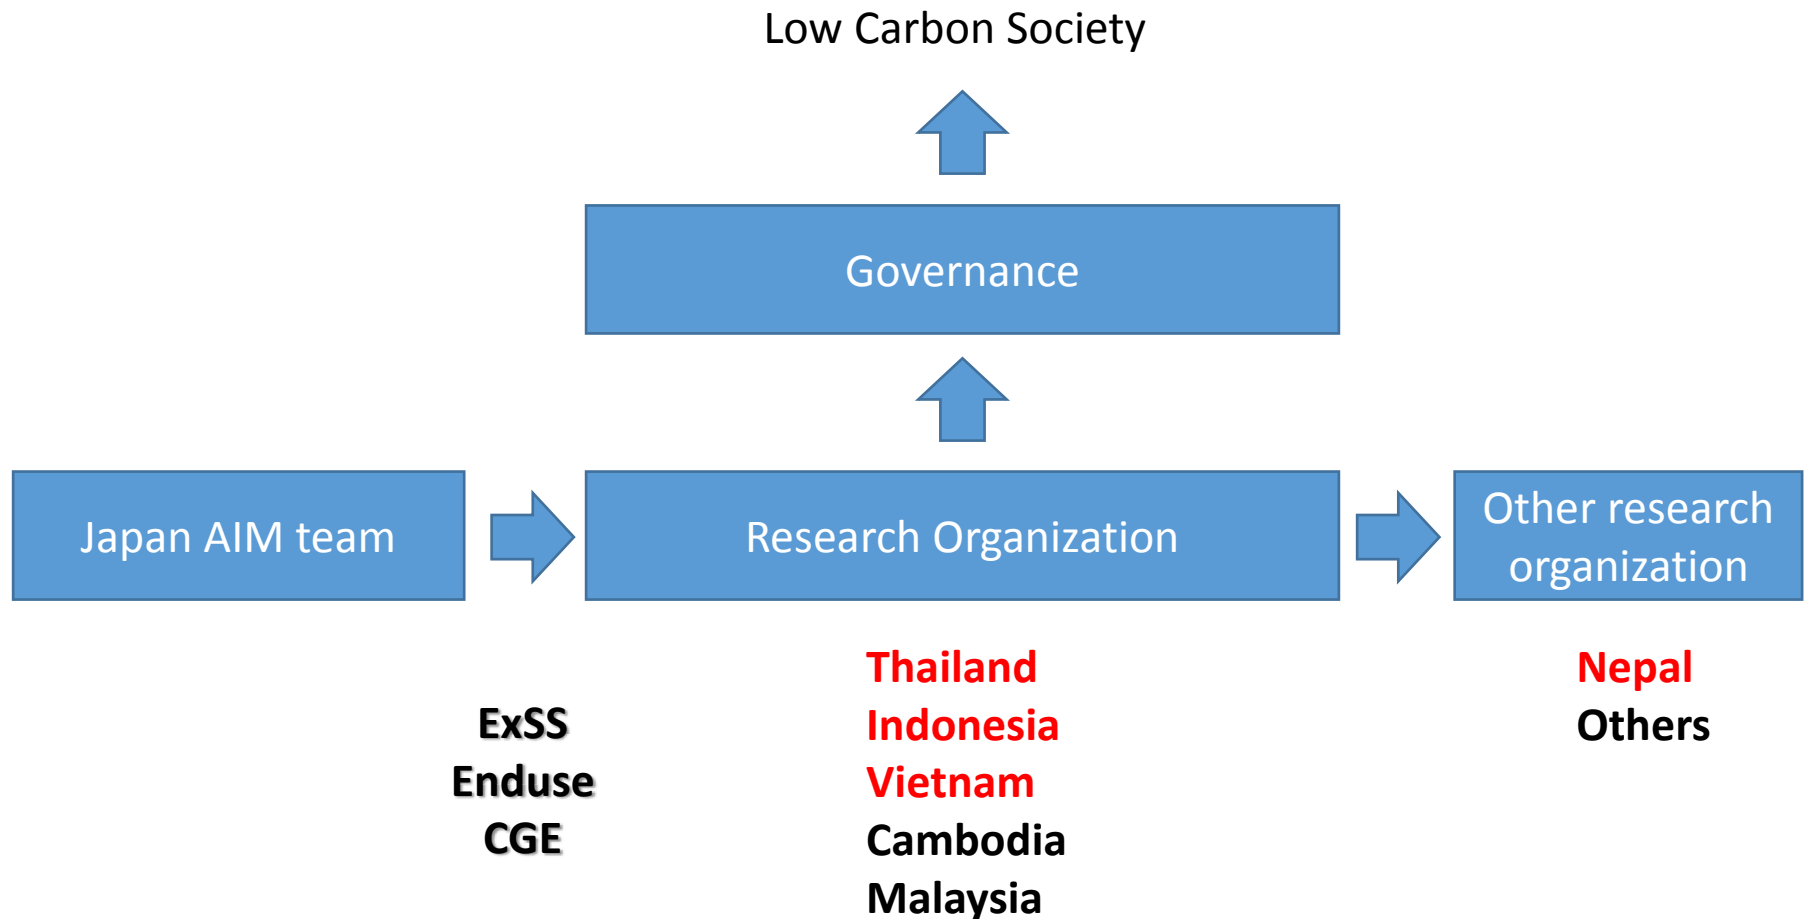 Low Carbon Society
Governance
Japan AIM team
Research Organization
Other research
organization
ExSS
Enduse
CGE
Thailand
Indonesia
Vietnam
Cambodia
Malaysia
Nepal
Others